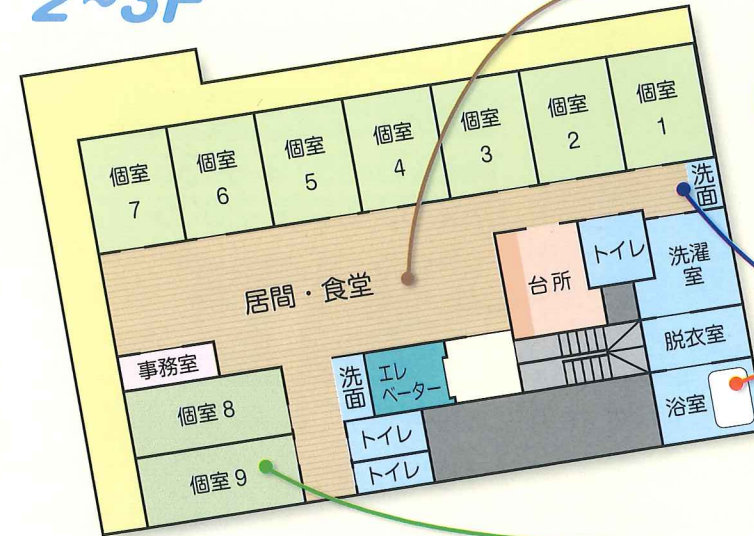 2~3F
個室
7
個室
6
個室
5
個室
4
個室
3
個室
2
個室
1
洗面
居間・食堂
台所
トイレ
洗濯室
脱衣室
浴室
事務室
個室 8
個室 9
洗面
エレ
ベーター
トイレ
トイレ